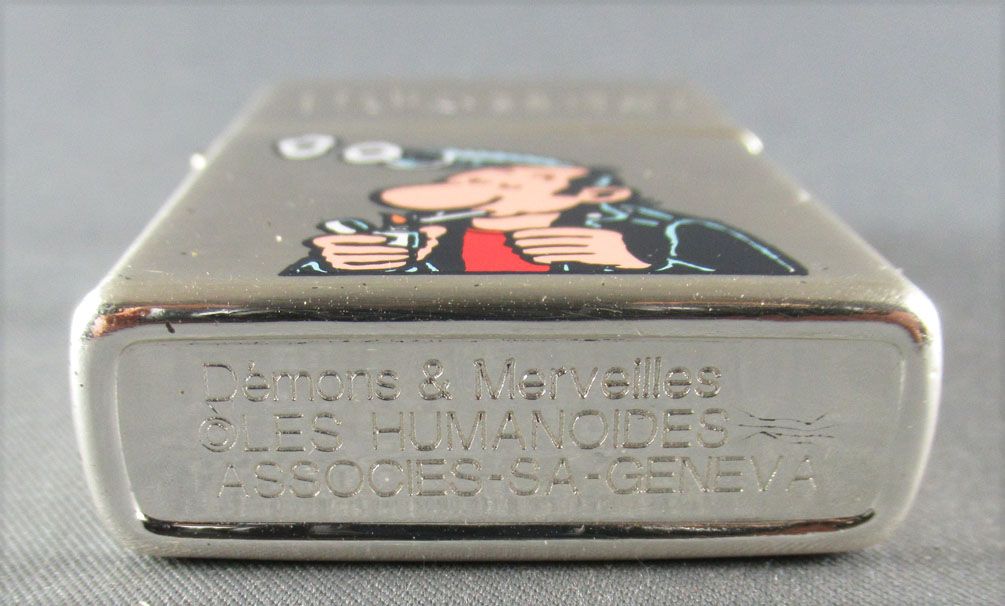 Démons & Merveilles
©LES HUMANOIDES
ASSOCIES-SA-GENEVA